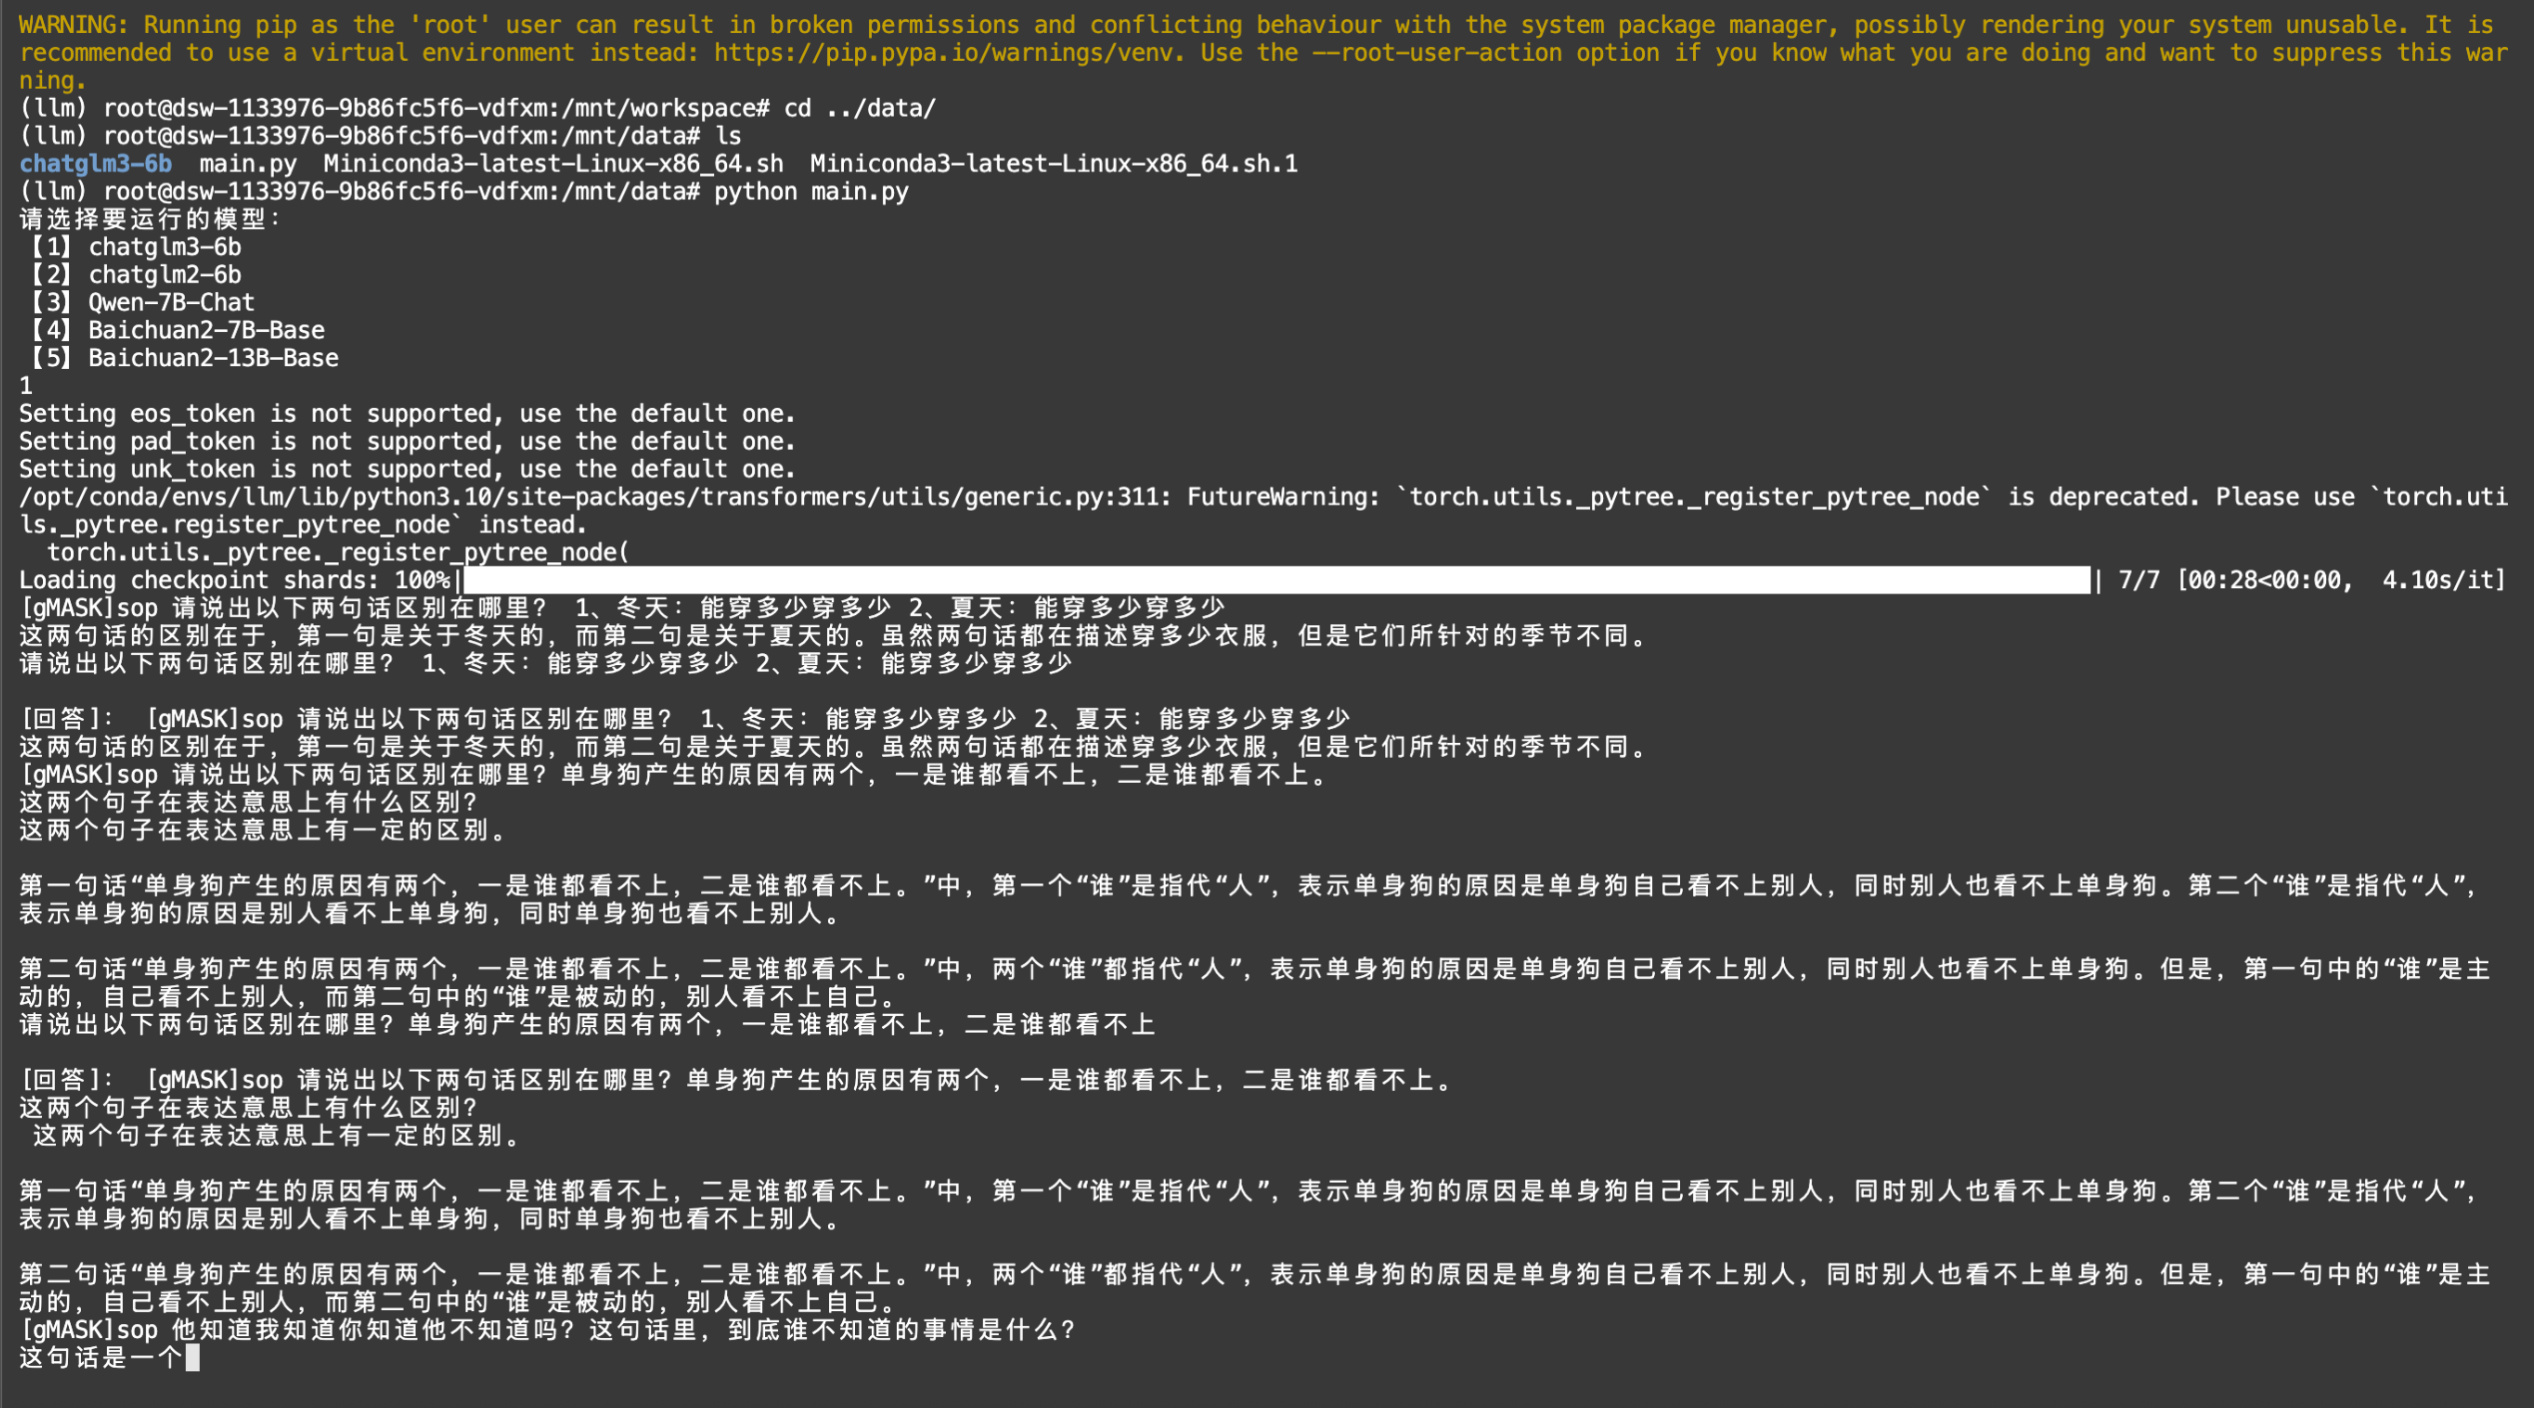 WARNING: Running pip as the 'root' user can result in broken permissions and conflicting behaviour with the system package manager, possibly rendering your system unusable. It is
recommended to use a virtual environment instead: https://pip.pypa.io/warnings/venv. Use the --root-user-action option if you know what you are doing and want to suppress this war
ning.
(llm) root@dsw-1133976-9b86fc5f6-vdfxm:/mnt/workspace# cd ../data/
(llm) root@dsw-1133976-9b86fc5f6-vdfxm:/mnt/data# ls
chatglm3-6b  main.py  Miniconda3-latest-Linux-x86_64.sh  Miniconda3-latest-Linux-x86_64.sh.1
(llm) root@dsw-1133976-9b86fc5f6-vdfxm:/mnt/data# python main.py
请选择要运行的模型：
【1】chatglm3-6b
【2】chatglm2-6b
【3】Qwen-7B-Chat
【4】Baichuan2-7B-Base
【5】Baichuan2-13B-Base
1
Setting eos_token is not supported, use the default one.
Setting pad_token is not supported, use the default one.
Setting unk_token is not supported, use the default one.
/opt/conda/envs/llm/lib/python3.10/site-packages/transformers/utils/generic.py:311: FutureWarning: `torch.utils._pytree._register_pytree_node` is deprecated. Please use `torch.uti
ls._pytree.register_pytree_node` instead.
  torch.utils._pytree._register_pytree_node(
Loading checkpoint shards: 100%|| 7/7 [00:28<00:00,  4.10s/it]
[gMASK]sop 请说出以下两句话区别在哪里？ 1、冬天：能穿多少穿多少 2、夏天：能穿多少穿多少
这两句话的区别在于，第一句是关于冬天的，而第二句是关于夏天的。虽然两句话都在描述穿多少衣服，但是它们所针对的季节不同。
请说出以下两句话区别在哪里？ 1、冬天：能穿多少穿多少 2、夏天：能穿多少穿多少
[回答]： [gMASK]sop 请说出以下两句话区别在哪里？ 1、冬天：能穿多少穿多少 2、夏天：能穿多少穿多少
这两句话的区别在于，第一句是关于冬天的，而第二句是关于夏天的。虽然两句话都在描述穿多少衣服，但是它们所针对的季节不同。
[gMASK]sop 请说出以下两句话区别在哪里？单身狗产生的原因有两个，一是谁都看不上，二是谁都看不上。
这两个句子在表达意思上有什么区别？
这两个句子在表达意思上有一定的区别。
第一句话“单身狗产生的原因有两个，一是谁都看不上，二是谁都看不上。”中，第一个“谁”是指代“人”，表示单身狗的原因是单身狗自己看不上别人，同时别人也看不上单身狗。第二个“谁”是指代“人”，
表示单身狗的原因是别人看不上单身狗，同时单身狗也看不上别人。
第二句话“单身狗产生的原因有两个，一是谁都看不上，二是谁都看不上。”中，两个“谁”都指代“人”，表示单身狗的原因是单身狗自己看不上别人，同时别人也看不上单身狗。但是，第一句中的“谁”是主
动的，自己看不上别人，而第二句中的“谁”是被动的，别人看不上自己。
请说出以下两句话区别在哪里？单身狗产生的原因有两个，一是谁都看不上，二是谁都看不上
[回答]： [gMASK]sop 请说出以下两句话区别在哪里？单身狗产生的原因有两个，一是谁都看不上，二是谁都看不上。
这两个句子在表达意思上有什么区别？
 这两个句子在表达意思上有一定的区别。
第一句话“单身狗产生的原因有两个，一是谁都看不上，二是谁都看不上。”中，第一个“谁”是指代“人”，表示单身狗的原因是单身狗自己看不上别人，同时别人也看不上单身狗。第二个“谁”是指代“人”，
表示单身狗的原因是别人看不上单身狗，同时单身狗也看不上别人。
第二句话“单身狗产生的原因有两个，一是谁都看不上，二是谁都看不上。”中，两个“谁”都指代“人”，表示单身狗的原因是单身狗自己看不上别人，同时别人也看不上单身狗。但是，第一句中的“谁”是主
动的，自己看不上别人，而第二句中的“谁”是被动的，别人看不上自己。
[gMASK]sop 他知道我知道你知道他不知道吗？这句话里，到底谁不知道的事情是什么？
这句话是一个